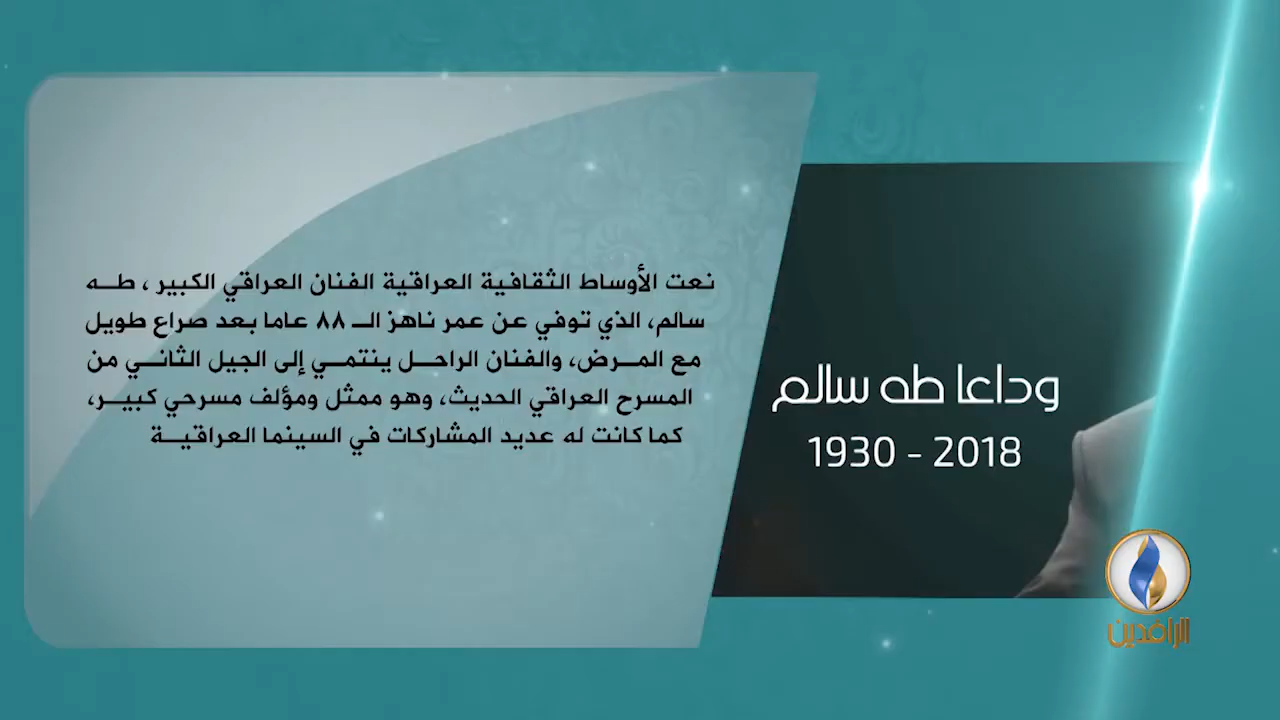 نعت الأوساط الثقافية العراقية الفنان العراقي الكبير ، طـه
سالم، الذي توفي عن عمر ناهز الـ ٨٨ عاما بعد صراع طويل
مع المـرض، والفنان الراحـل ينتمـي إلى الجيل الثانـي من
المسرح العراقي الحديث، وهو ممثل ومؤلف مسرحي كبيـر،
كما كانت له عديد المشاركات في السينما العراقيـة
وداعا طه سالم
1930 - 2018
الرافدين